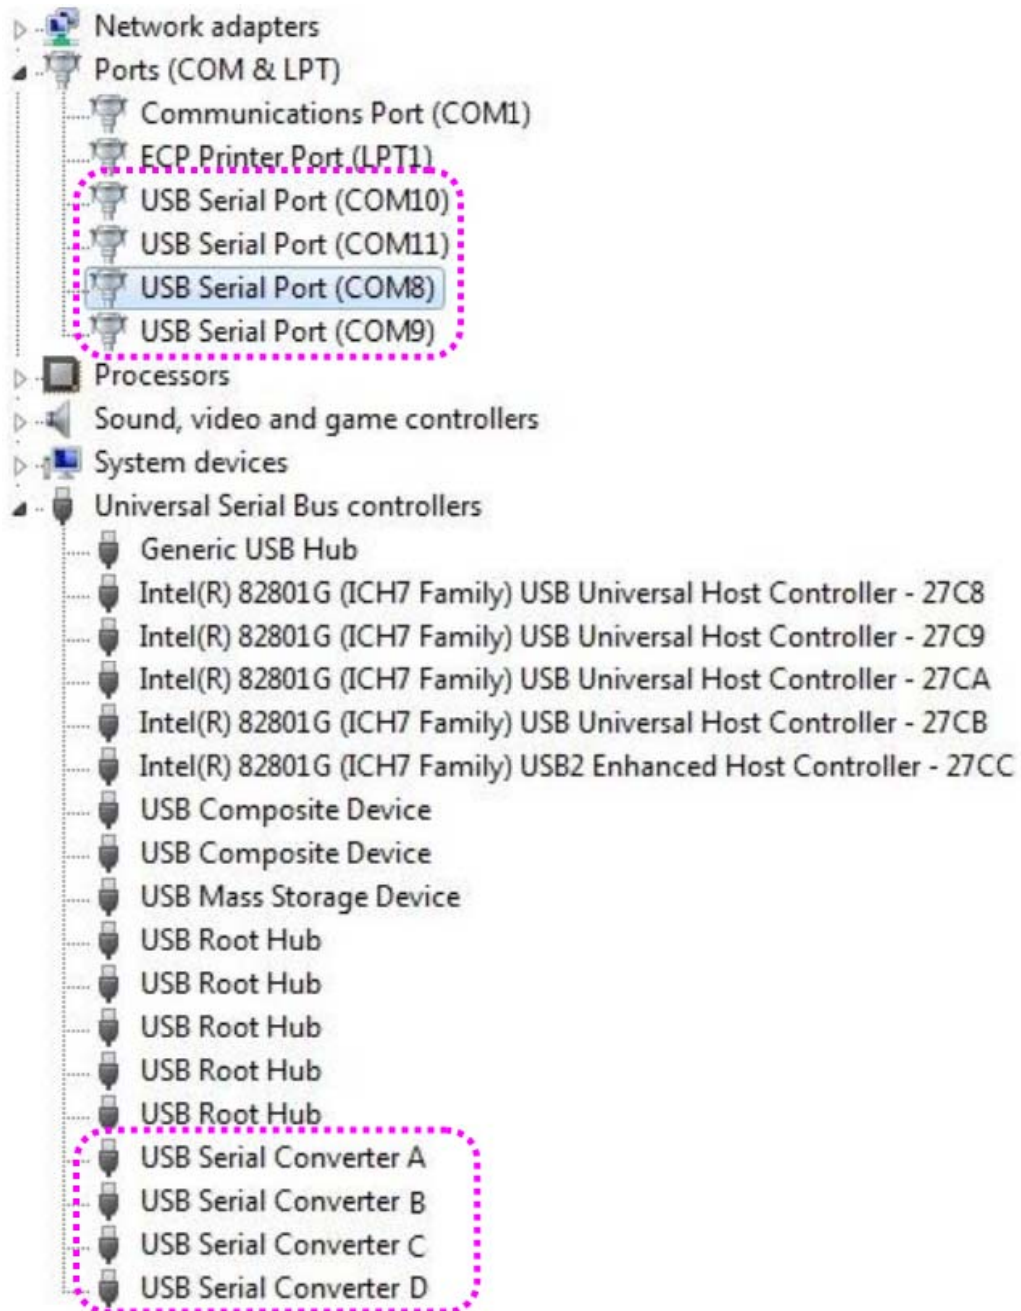 Network adapters
Ports (COM & LPT)
Communications Port (COM1)
ECP Printer Port (LPT1)
USB Serial Port (COM10)
USB Serial Port (COM11)
USB Serial Port (COM8)
USB Serial Port (COM9)
Processors
Sound, video and game controllers
System devices
Universal Serial Bus controllers
Generic USB Hub
Intel(R) 82801G (ICH7 Family) USB Universal Host Controller - 27C8
Intel(R) 82801G (ICH7 Family) USB Universal Host Controller - 27C9
Intel(R) 82801G (ICH7 Family) USB Universal Host Controller - 27CA
Intel(R) 82801G (ICH7 Family) USB Universal Host Controller - 27CB
Intel(R) 82801G (ICH7 Family) USB2 Enhanced Host Controller - 27CC
USB Composite Device
USB Composite Device
USB Mass Storage Device
USB Root Hub
USB Root Hub
USB Root Hub
USB Root Hub
USB Root Hub
USB Serial Converter A
USB Serial Converter B
USB Serial Converter C
USB Serial Converter D